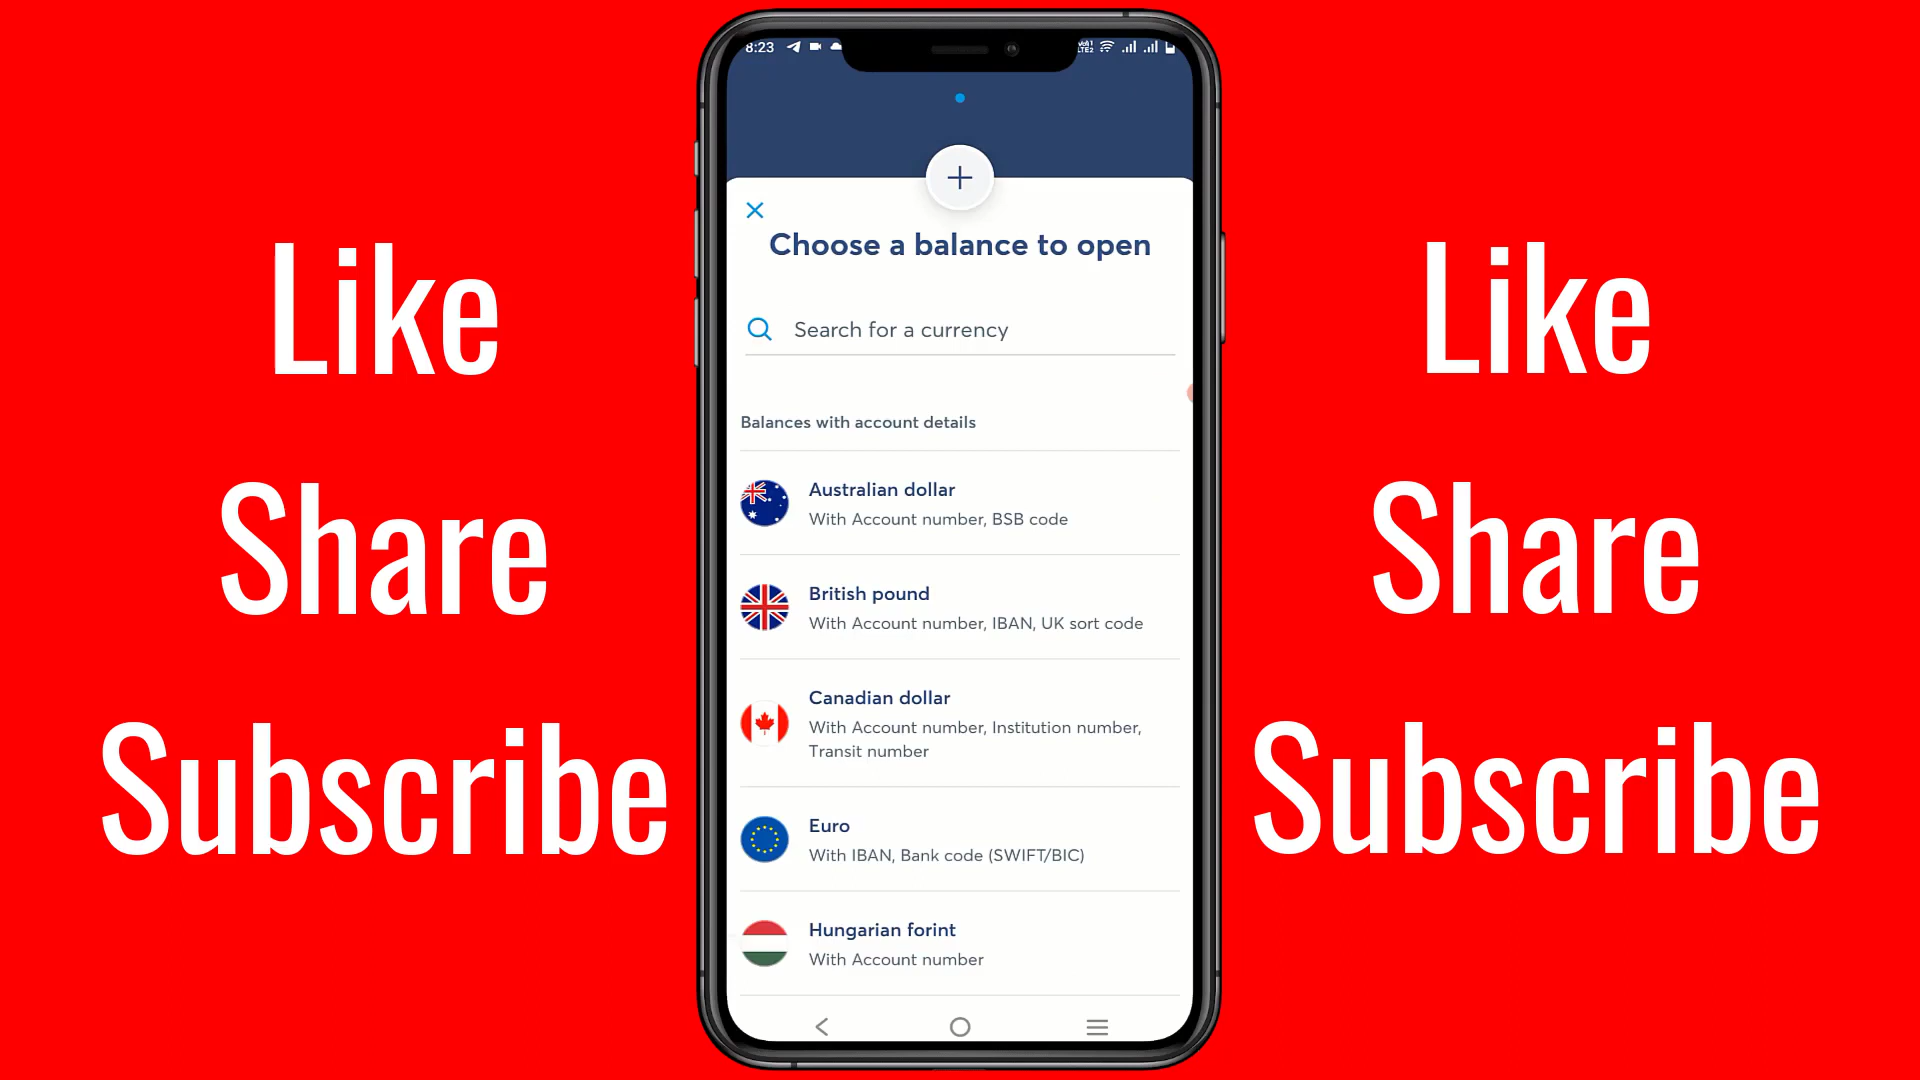 Like
Share
Subscribe
8:23
Choose a balance to open
Search for a currency
Balances with account details
Australian dollar
With Account number, BSB code
British pound
With Account number, IBAN, UK sort code
Canadian dollar
With Account number, Institution number,
Transit number
Euro
With IBAN, Bank code (SWIFT/BIC)
Hungarian forint
With Account number
Like
Share
Subscribe